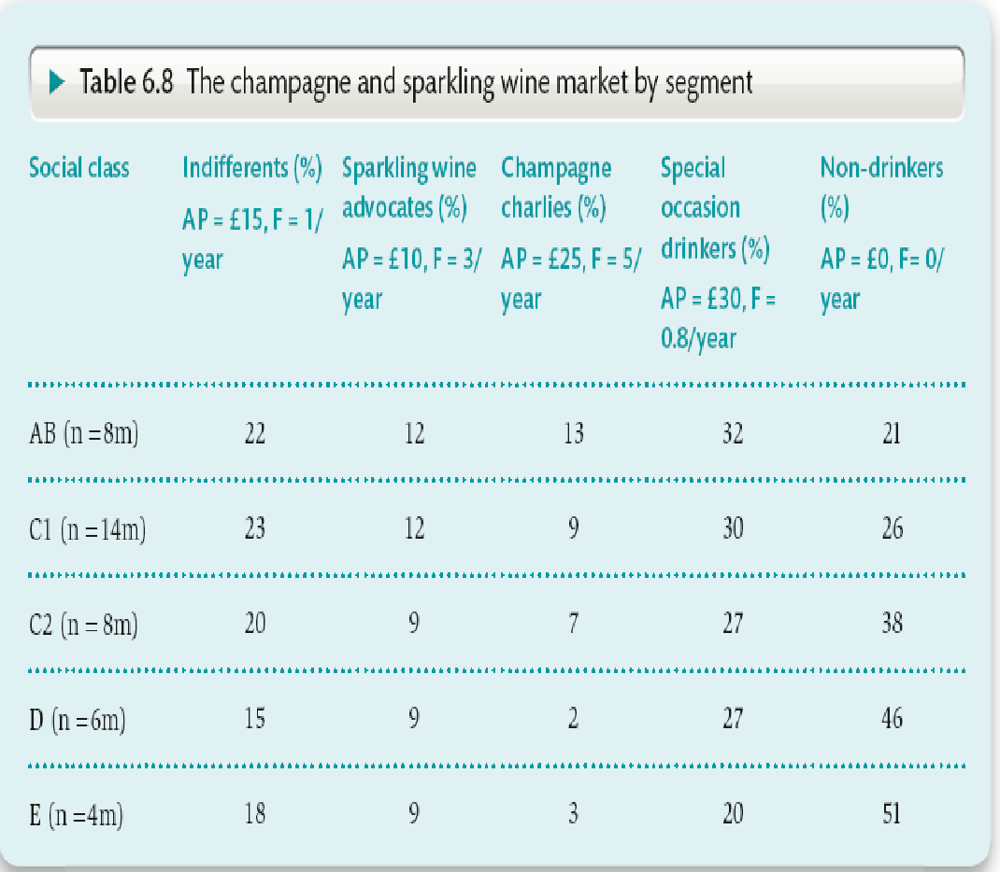 Table 6.8 The champagne and sparkling wine market by segment
Social class
Indifferents (%)
AP = £15, F = 1/
year
Sparkling wine
advocates (%)
AP = £10, F = 3/
year
Champagne
charlies (%)
AP = £25, F = 5/
year
Special
occasion
drinkers (%)
AP = £30, F =
0.8/year
Non-drinkers
(%)
AP = £0, F= 0/
year
AB (n =8m) 22 12 13 32 21
C1 (n =14m) 23 12 9 30 26
C2 (n = 8m) 20 9 7 27 38
D (n =6m) 15 9 2 27 46
E (n =4m) 18 9 3 20 51